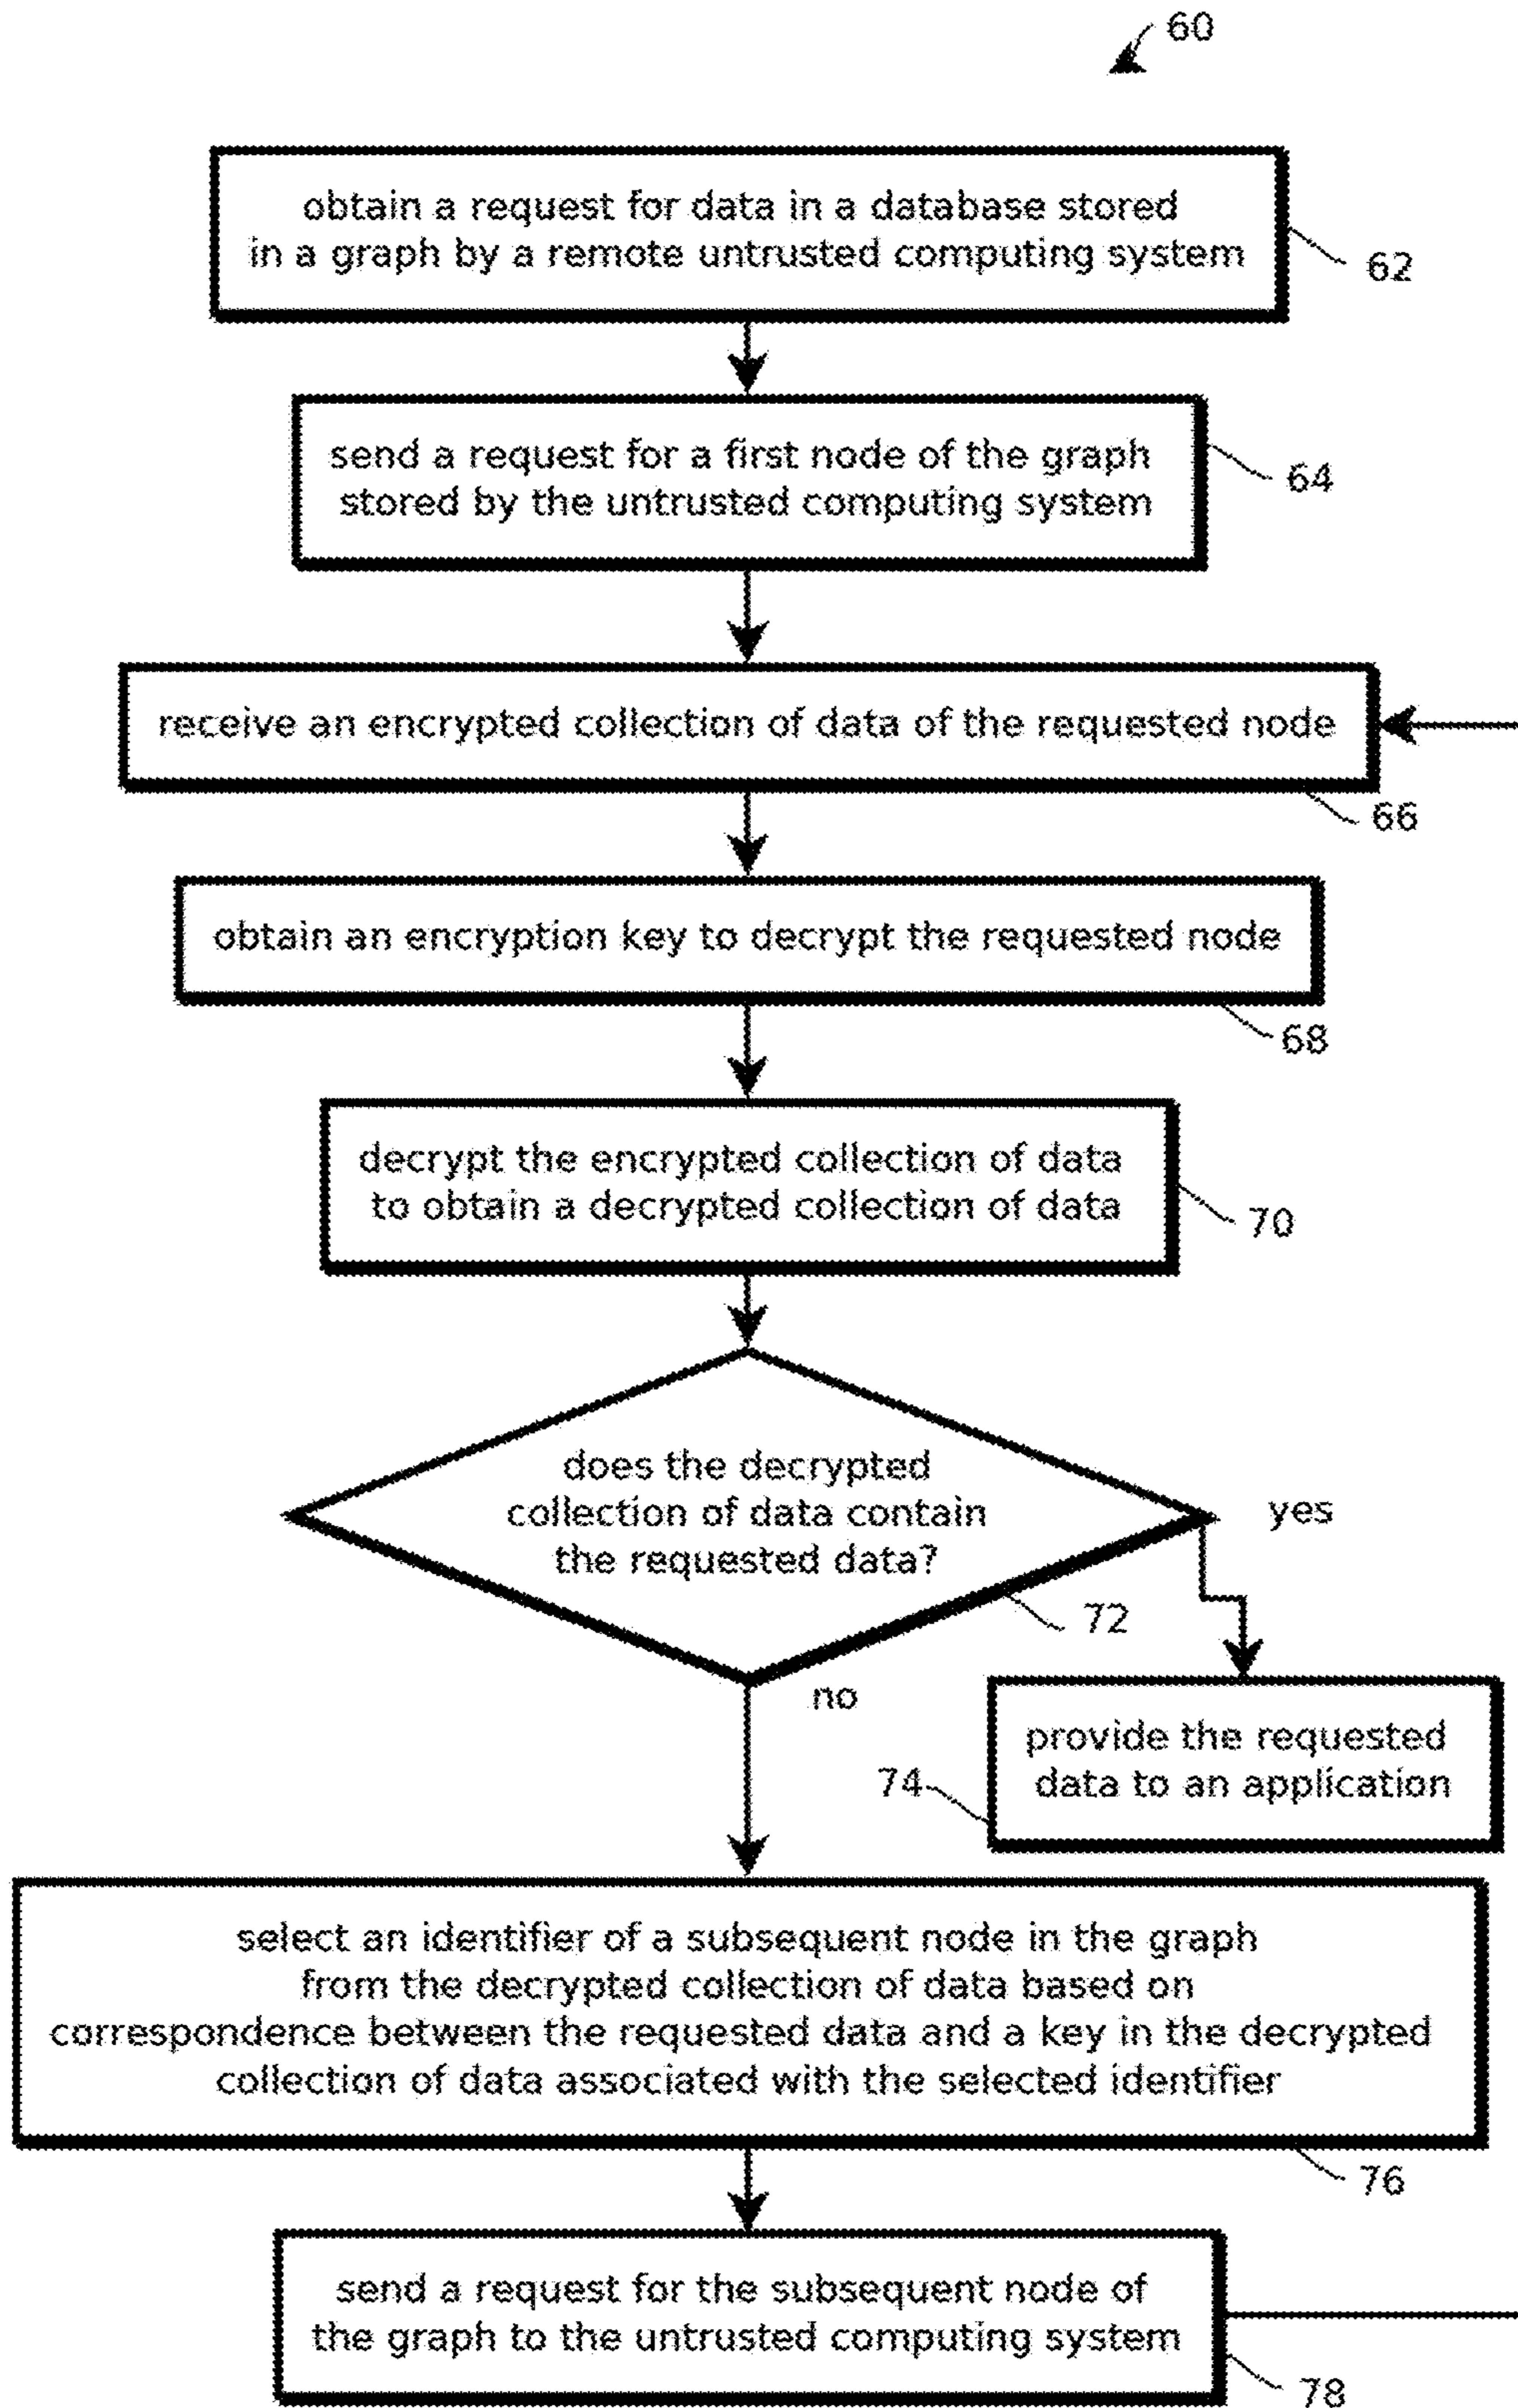 60
obtain a request for data in a database stored
in a graph by a remote untrusted computing system
62
send a request for a first node of the graph
stored by the untrusted computing system
64
receive an encrypted collection of data of the requested node
66
obtain an encryption key to decrypt the requested node
68
decrypt the encrypted collection of data
to obtain a decrypted collection of data
70
does the decrypted
collection of data contain
the requested data?
yes
72
no
provide the requested
data to an application
74
select an identifier of a subsequent node in the graph
from the decrypted collection of data based on
correspondence between the requested data and a key in the decrypted
collection of data associated with the selected identifier
76
send a request for the subsequent node of
the graph to the untrusted computing system
78